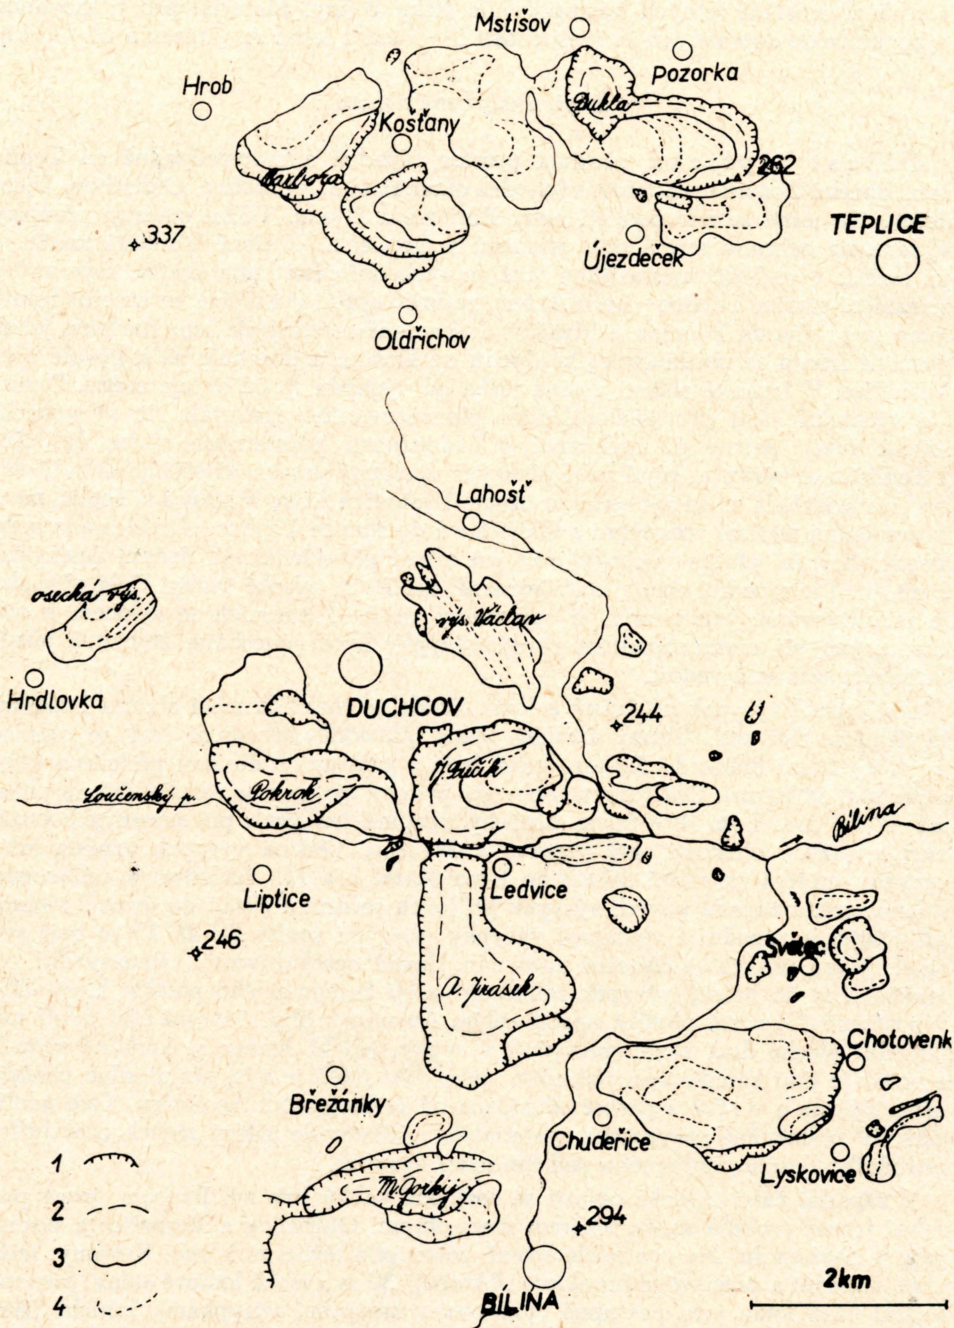 Mstišov
Pozorka
Hrob
Dukla
Košťany
Barbora
262
337
TEPLICE
Újezdeček
Oldřichov
Lahošť
osecká výs.
výs. Václav
Hrdlovka
DUCHCOV
244
J. Fučík
Pokrok
Loučenský p.
Bílina
Liptice
Ledvice
246
Světec
A. Jirásek
Chotovenk
Břežánky
Chuděřice
Lyskovice
1
M. Gorkij
2
294
3
2km
4
BÍLINA